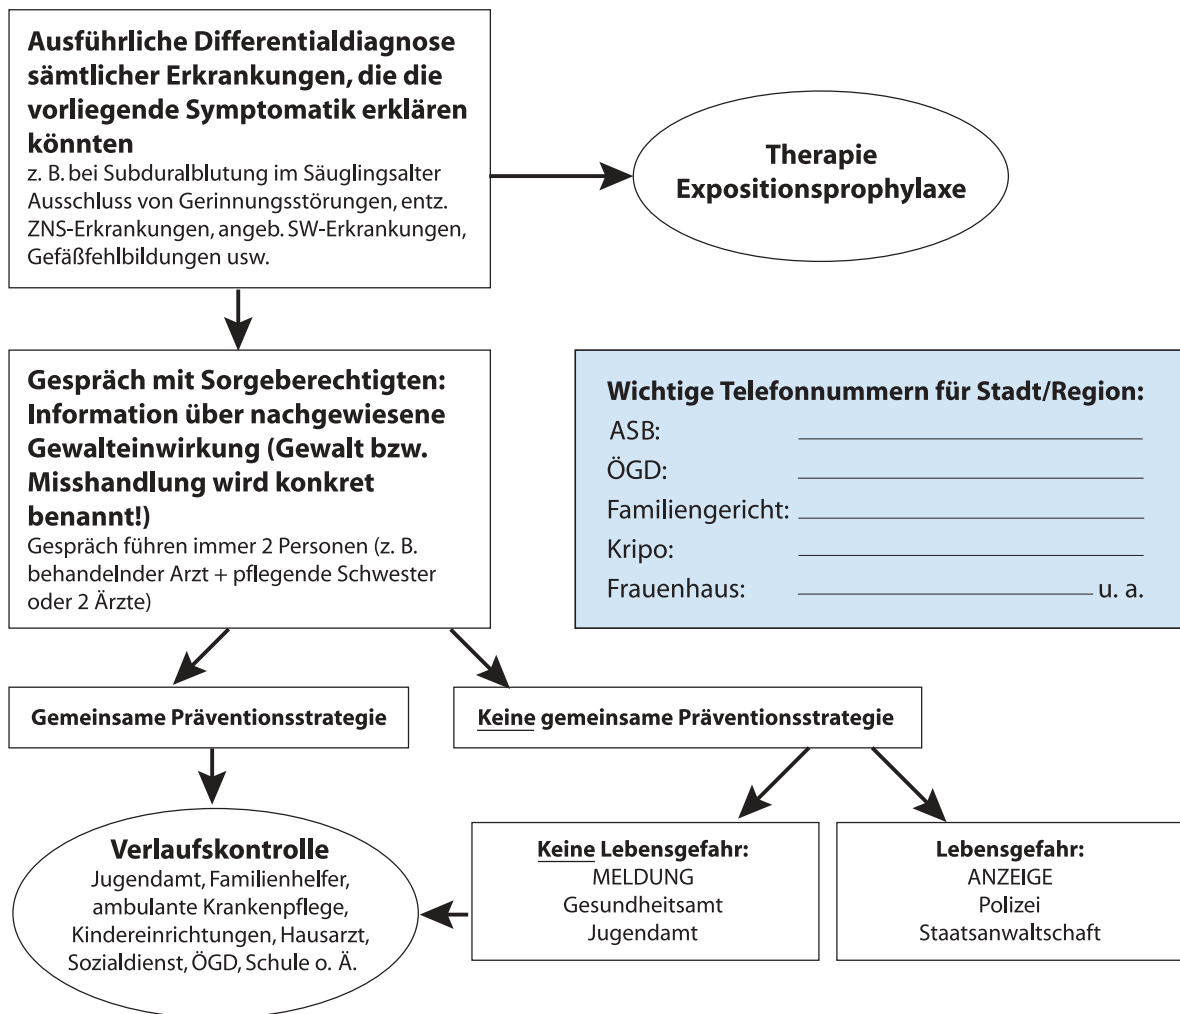 Ausführliche Differentialdiagnose
sämtlicher Erkrankungen, die die
vorliegende Symptomatik erklären
könnten
z. B. bei Subduralblutung im Säuglingsalter
Ausschluss von Gerinnungsstörungen, entz.
ZNS-Erkrankungen, angeb. SW-Erkrankungen,
Gefäßfehlbildungen usw.
Therapie
Expositionsprophylaxe
Gespräch mit Sorgeberechtigten:
Information über nachgewiesene
Gewalteinwirkung (Gewalt bzw.
Misshandlung wird konkret
benannt!)
Gespräch führen immer 2 Personen (z. B.
behandelnder Arzt + pflegende Schwester
oder 2 Ärzte)
Wichtige Telefonnummern für Stadt/Region:
ASB:
ÖGD:
Familiengericht:
Kripo:
Frauenhaus: u. a.
Gemeinsame Präventionsstrategie
Keine gemeinsame Präventionsstrategie
Verlaufskontrolle
Jugendamt, Familienhelfer,
ambulante Krankenpflege,
Kindereinrichtungen, Hausarzt,
Sozialdienst, ÖGD, Schule o. Ä.
Keine Lebensgefahr:
MELDUNG
Gesundheitsamt
Jugendamt
Lebensgefahr:
ANZEIGE
Polizei
Staatsanwaltschaft